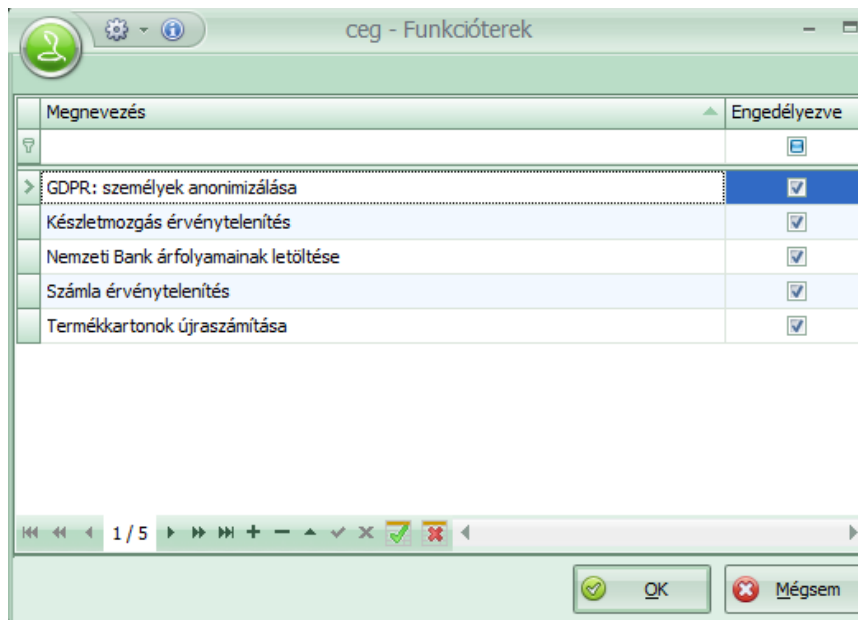 ceg - Funkcióterek
Megnevezés Engedélyezve
GDPR: személyek anonimizálása
Készletmozgás érvénytelenítés
Nemzeti Bank árfolyamainak letöltése
Számla érvénytelenítés
Termékkartonok újraszámítása
1 / 5
OK Mégsem